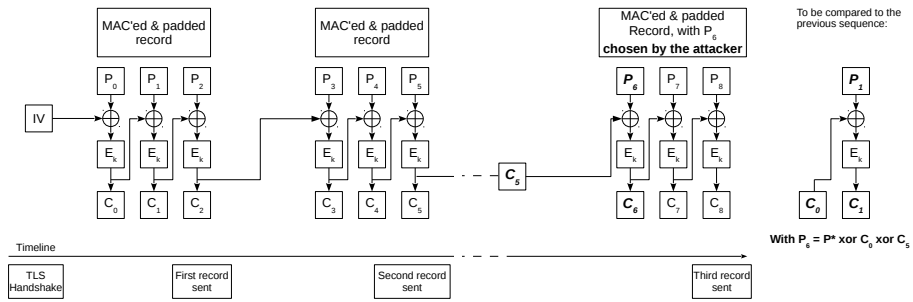 MAC'ed & padded
record
MAC'ed & padded
record
MAC'ed & padded
Record, with P6
chosen by the attacker
To be compared to the
previous sequence:
P0 P1 P2 P3 P4 P5 P6 P7 P8 P1
IV
Ek Ek Ek Ek Ek Ek Ek Ek Ek Ek
C5
C0 C1 C2 C3 C4 C5 C6 C7 C8 C0 C1
With P6 = P* xor C0 xor C5
Timeline
TLS
Handshake
First record
sent
Second record
sent
Third record
sent